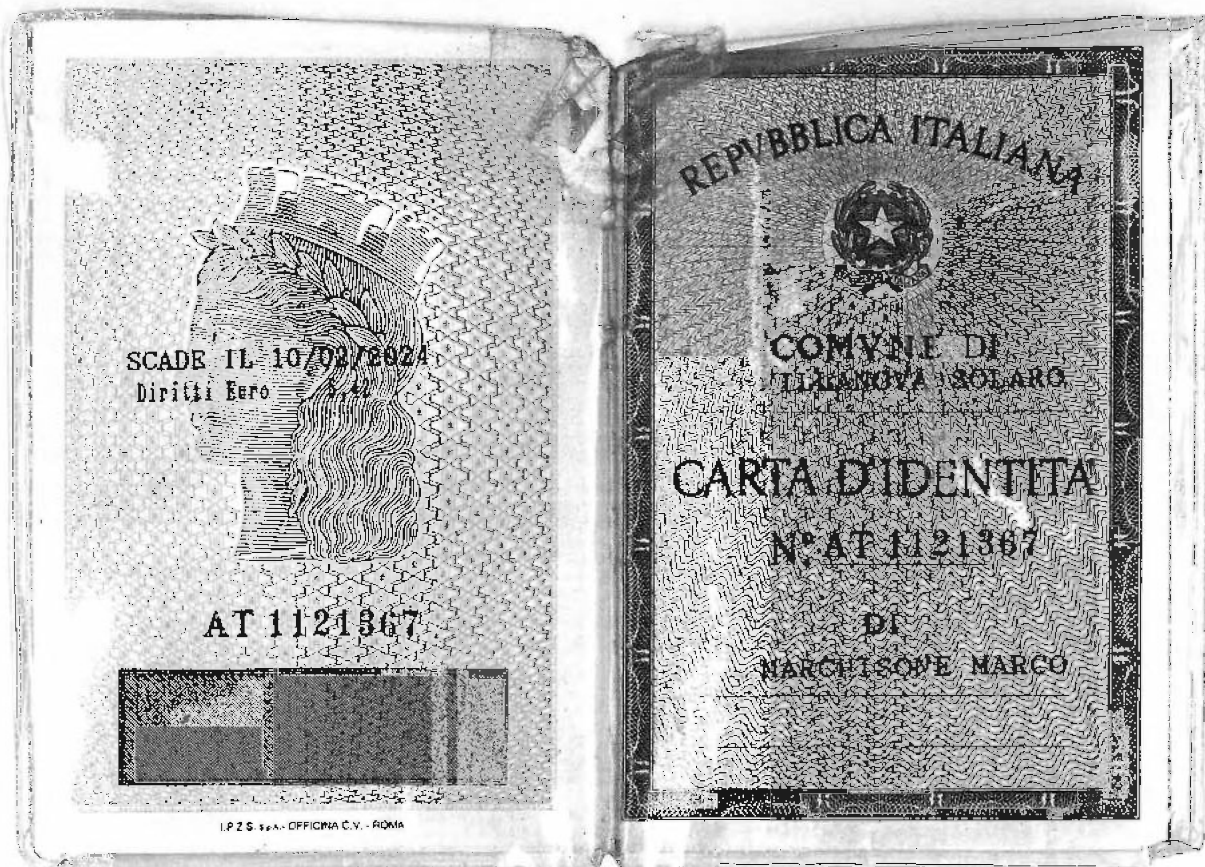 SCADE IL 10/02/2024
Diritti Euro
AT 1121367
I.P.Z.S. S.p.A. - OFFICINA C.V. - ROMA
REPVBBLICA ITALIANA
COMVNE DI
SOLARO
CARTA D'IDENTITA
N° AT 1121367
DI
MARCHISONE MARCO